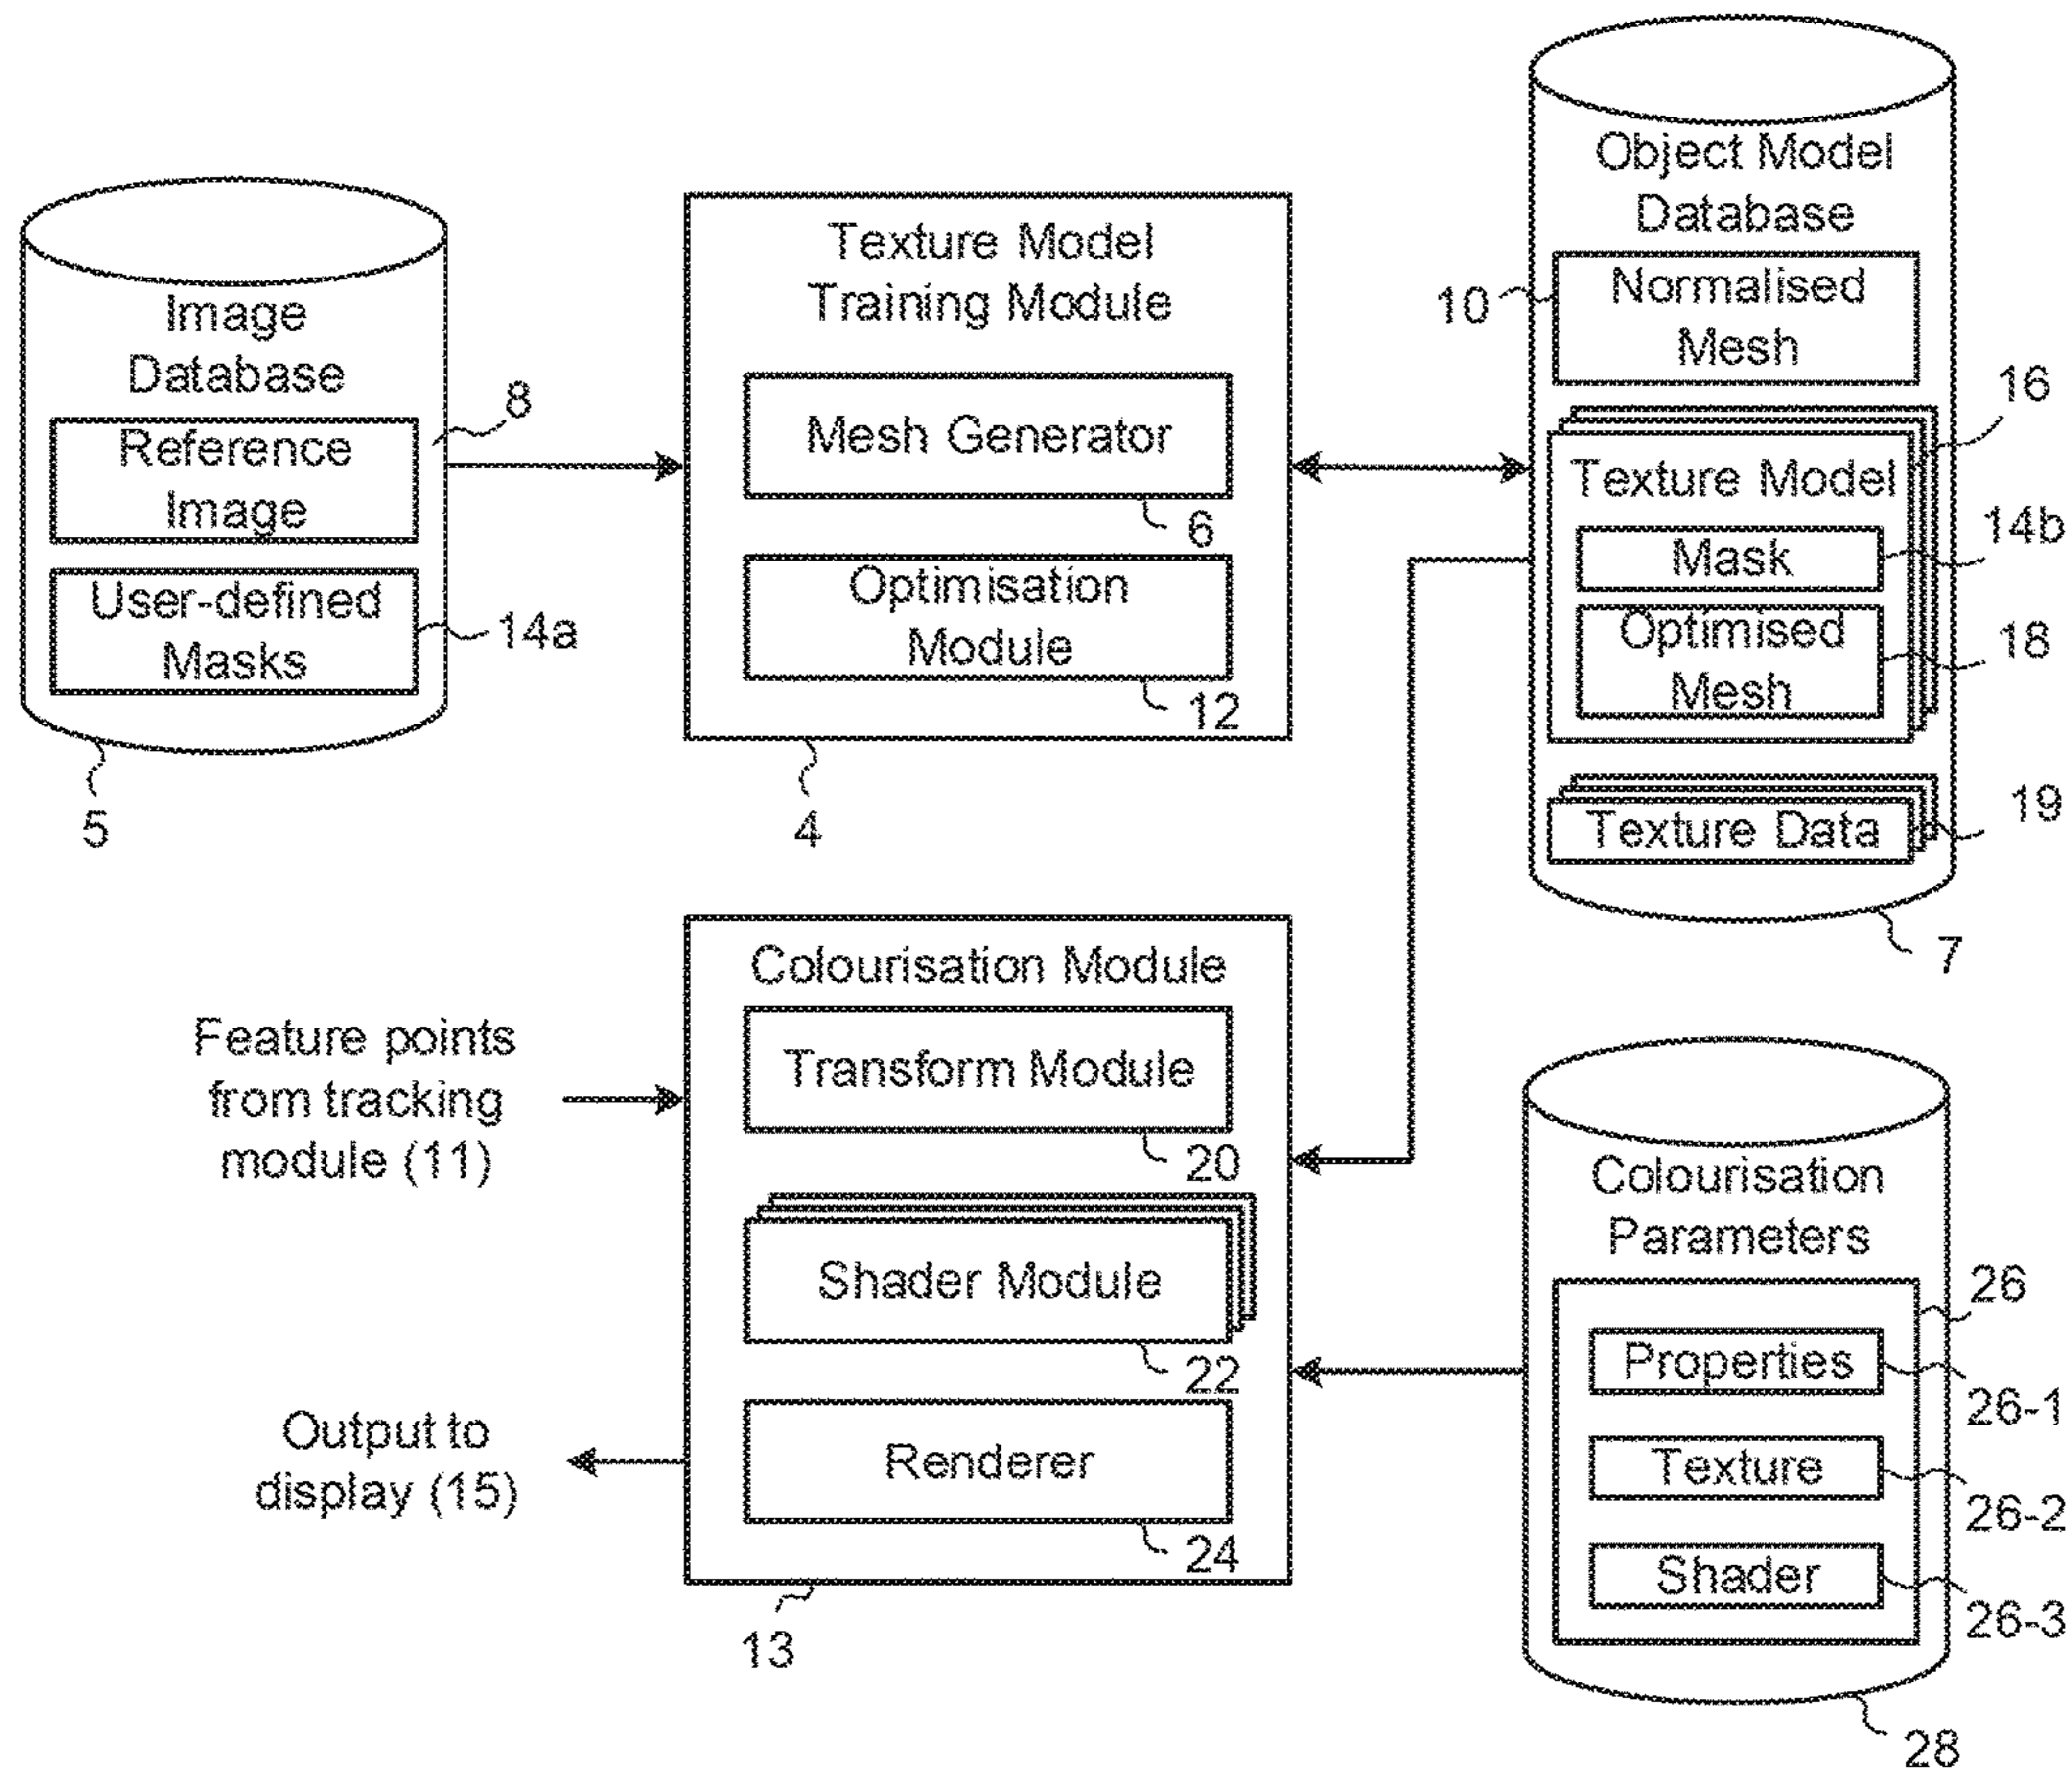 Image
Database
8
Reference
Image
User-defined
Masks
14a
5
Texture Model
Training Module
Mesh Generator
6
Optimisation
Module
12
4
Object Model
Database
10
Normalised
Mesh
16
Texture Model
14b
Mask
18
Optimised
Mesh
19
Texture Data
7
Feature points
from tracking
module (11)
Output to
display (15)
Colourisation Module
Transform Module
20
Shader Module
22
Renderer
24
13
Colourisation
Parameters
26
Properties
26-1
Texture
26-2
Shader
26-3
28